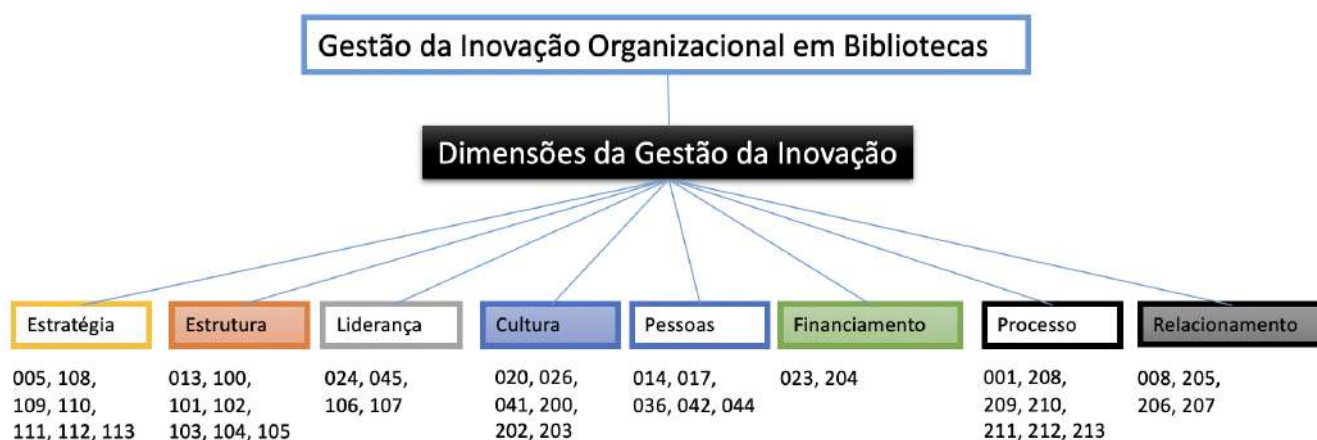 Gestão da Inovação Organizacional em Bibliotecas
Dimensões da Gestão da Inovação
Estratégia
005, 108,
109, 110,
111, 112, 113
Estrutura
013, 100,
101, 102,
103, 104, 105
Liderança
024, 045,
106, 107
Cultura
020, 026,
041, 200,
202, 203
Pessoas
014, 017,
036, 042, 044
Financiamento
023, 204
Processo
001, 208,
209, 210,
211, 212, 213
Relacionamento
008, 205,
206, 207